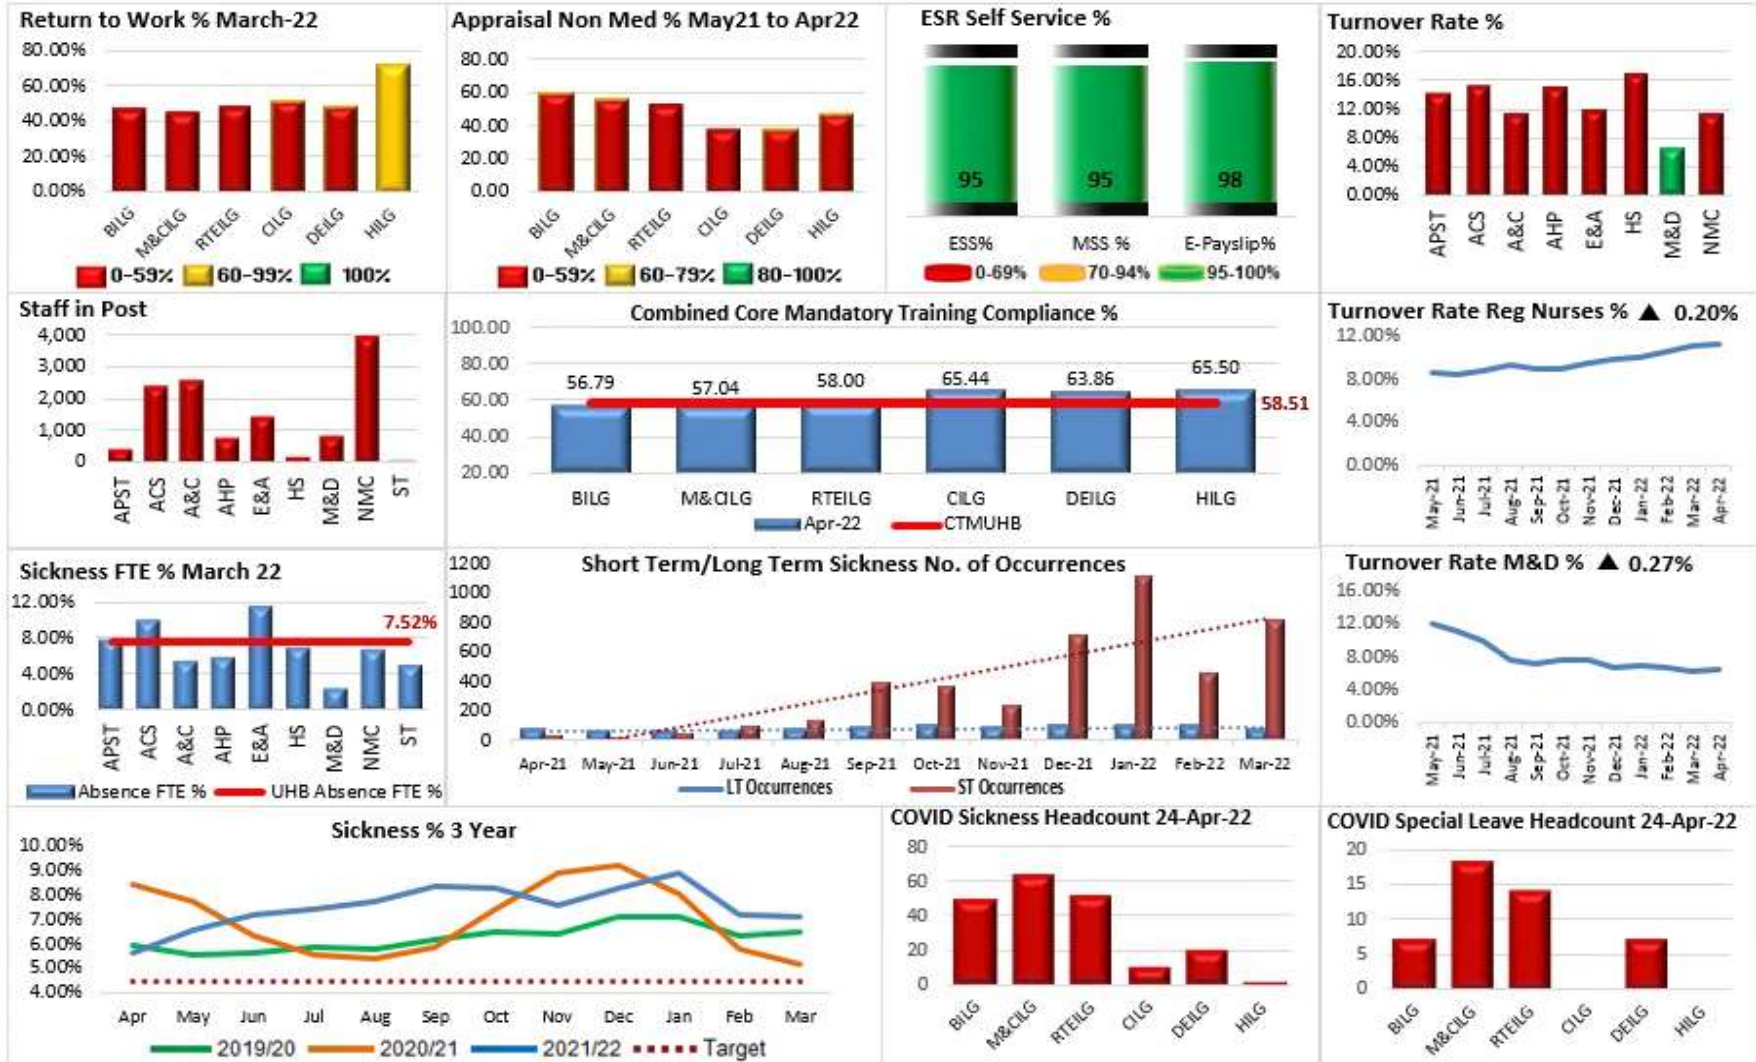 Return to Work % March-22
80.00%
60.00%
40.00%
20.00%
0.00%
BILG M&CILG RTEILG CILG DEILG HILG
0-59% 60-99% 100%
Appraisal Non Med % May21 to Apr22
80.00
60.00
40.00
20.00
0.00
BILG M&CILG RTEILG CILG DEILG HILG
0-59% 60-79% 80-100%
ESR Self Service %
95 95 98
ESS% MSS % E-Payslip%
0-69% 70-94% 95-100%
Turnover Rate %
20.00%
16.00%
12.00%
8.00%
4.00%
0.00%
APST ACS A&C AHP E&A HS M&D NMC
Staff in Post
4,000
3,000
2,000
1,000
0
APST ACS A&C AHP E&A HS M&D NMC ST
Combined Core Mandatory Training Compliance %
100.00
80.00
60.00
40.00
20.00
56.79 57.04 58.00 65.44 63.86 65.50
58.51
BILG M&CILG RTEILG CILG DEILG HILG
Apr-22 CTMUHB
Turnover Rate Reg Nurses % ▲ 0.20%
12.00%
8.00%
4.00%
0.00%
May-21 Jun-21 Jul-21 Aug-21 Sep-21 Oct-21 Nov-21 Dec-21 Jan-22 Feb-22 Mar-22 Apr-22
Sickness FTE % March 22
12.00%
8.00%
4.00%
0.00%
7.52%
APST ACS A&C AHP E&A HS M&D NMC ST
Absence FTE % UHB Absence FTE %
Short Term/Long Term Sickness No. of Occurrences
1200
1000
800
600
400
200
0
Apr-21 May-21 Jun-21 Jul-21 Aug-21 Sep-21 Oct-21 Nov-21 Dec-21 Jan-22 Feb-22 Mar-22
LT Occurrences ST Occurrences
Turnover Rate M&D % ▲ 0.27%
16.00%
12.00%
8.00%
4.00%
0.00%
May-21 Jun-21 Jul-21 Aug-21 Sep-21 Oct-21 Nov-21 Dec-21 Jan-22 Feb-22 Mar-22 Apr-22
Sickness % 3 Year
10.00%
9.00%
8.00%
7.00%
6.00%
5.00%
4.00%
Apr May Jun Jul Aug Sep Oct Nov Dec Jan Feb Mar
2019/20 2020/21 2021/22 Target
COVID Sickness Headcount 24-Apr-22
80
60
40
20
0
BILG M&CILG RTEILG CILG DEILG HILG
COVID Special Leave Headcount 24-Apr-22
20
15
10
5
0
BILG M&CILG RTEILG CILG DEILG HILG